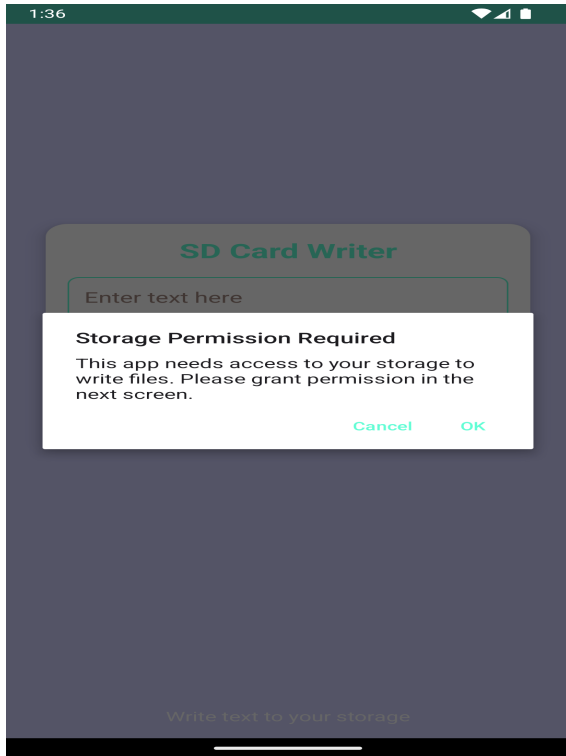 1:36
SD Card Writer
Enter text here
Storage Permission Required
This app needs access to your storage to
write files. Please grant permission in the
next screen.
Cancel OK
Write text to your storage